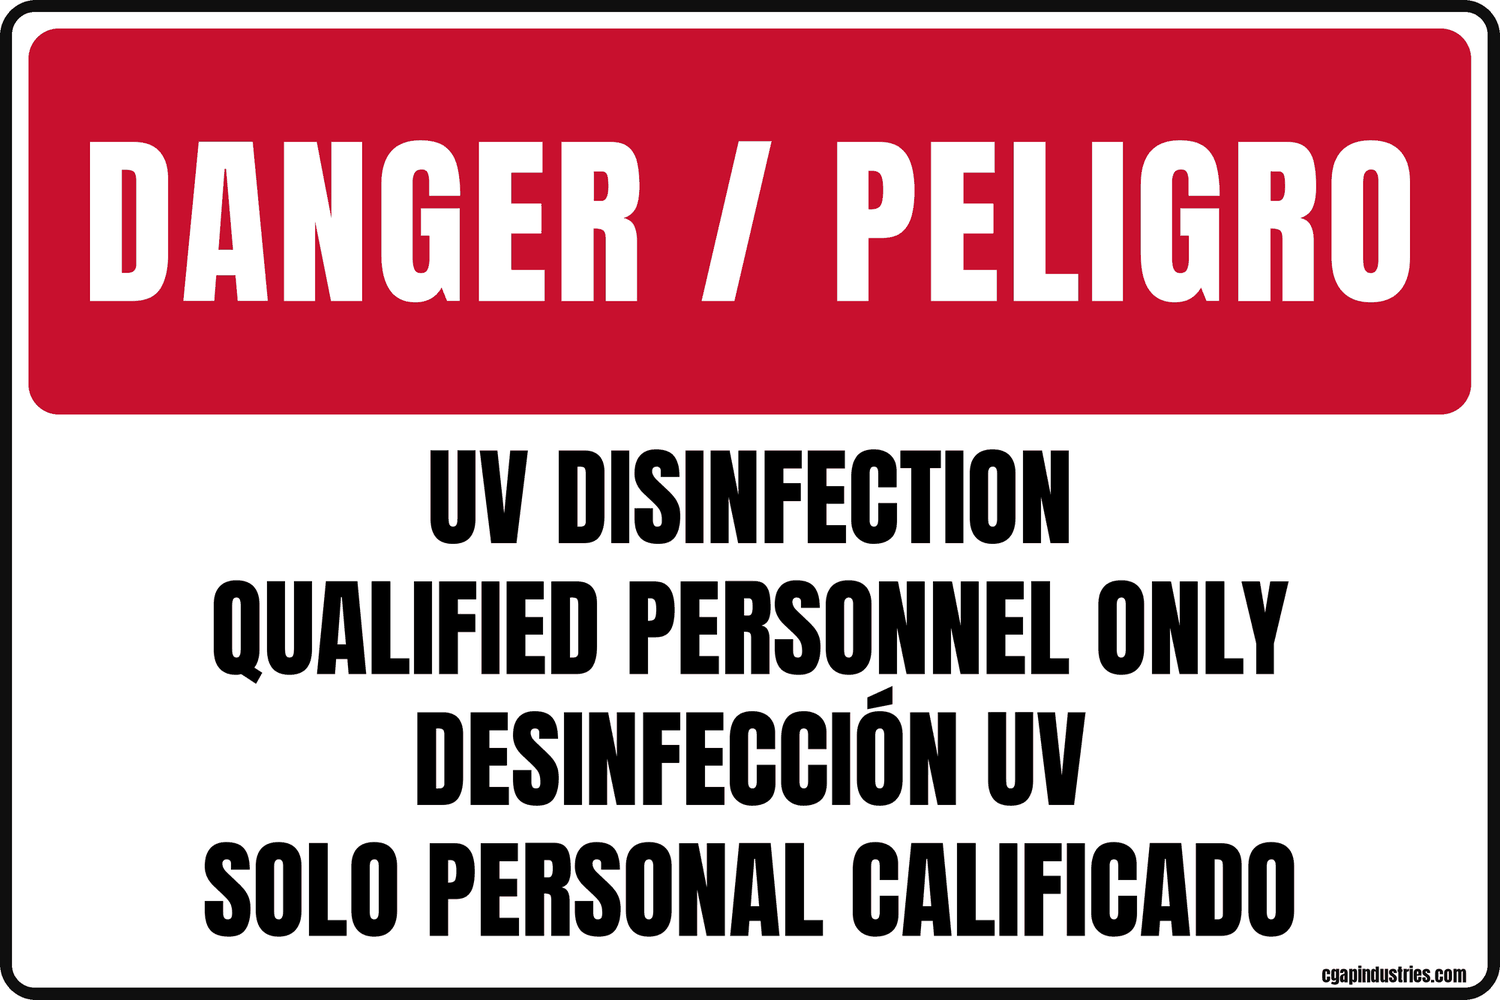 DANGER / PELIGRO
UV DISINFECTION
QUALIFIED PERSONNEL ONLY
DESINFECCIÓN UV
SOLO PERSONAL CALIFICADO
cgapindustries.com